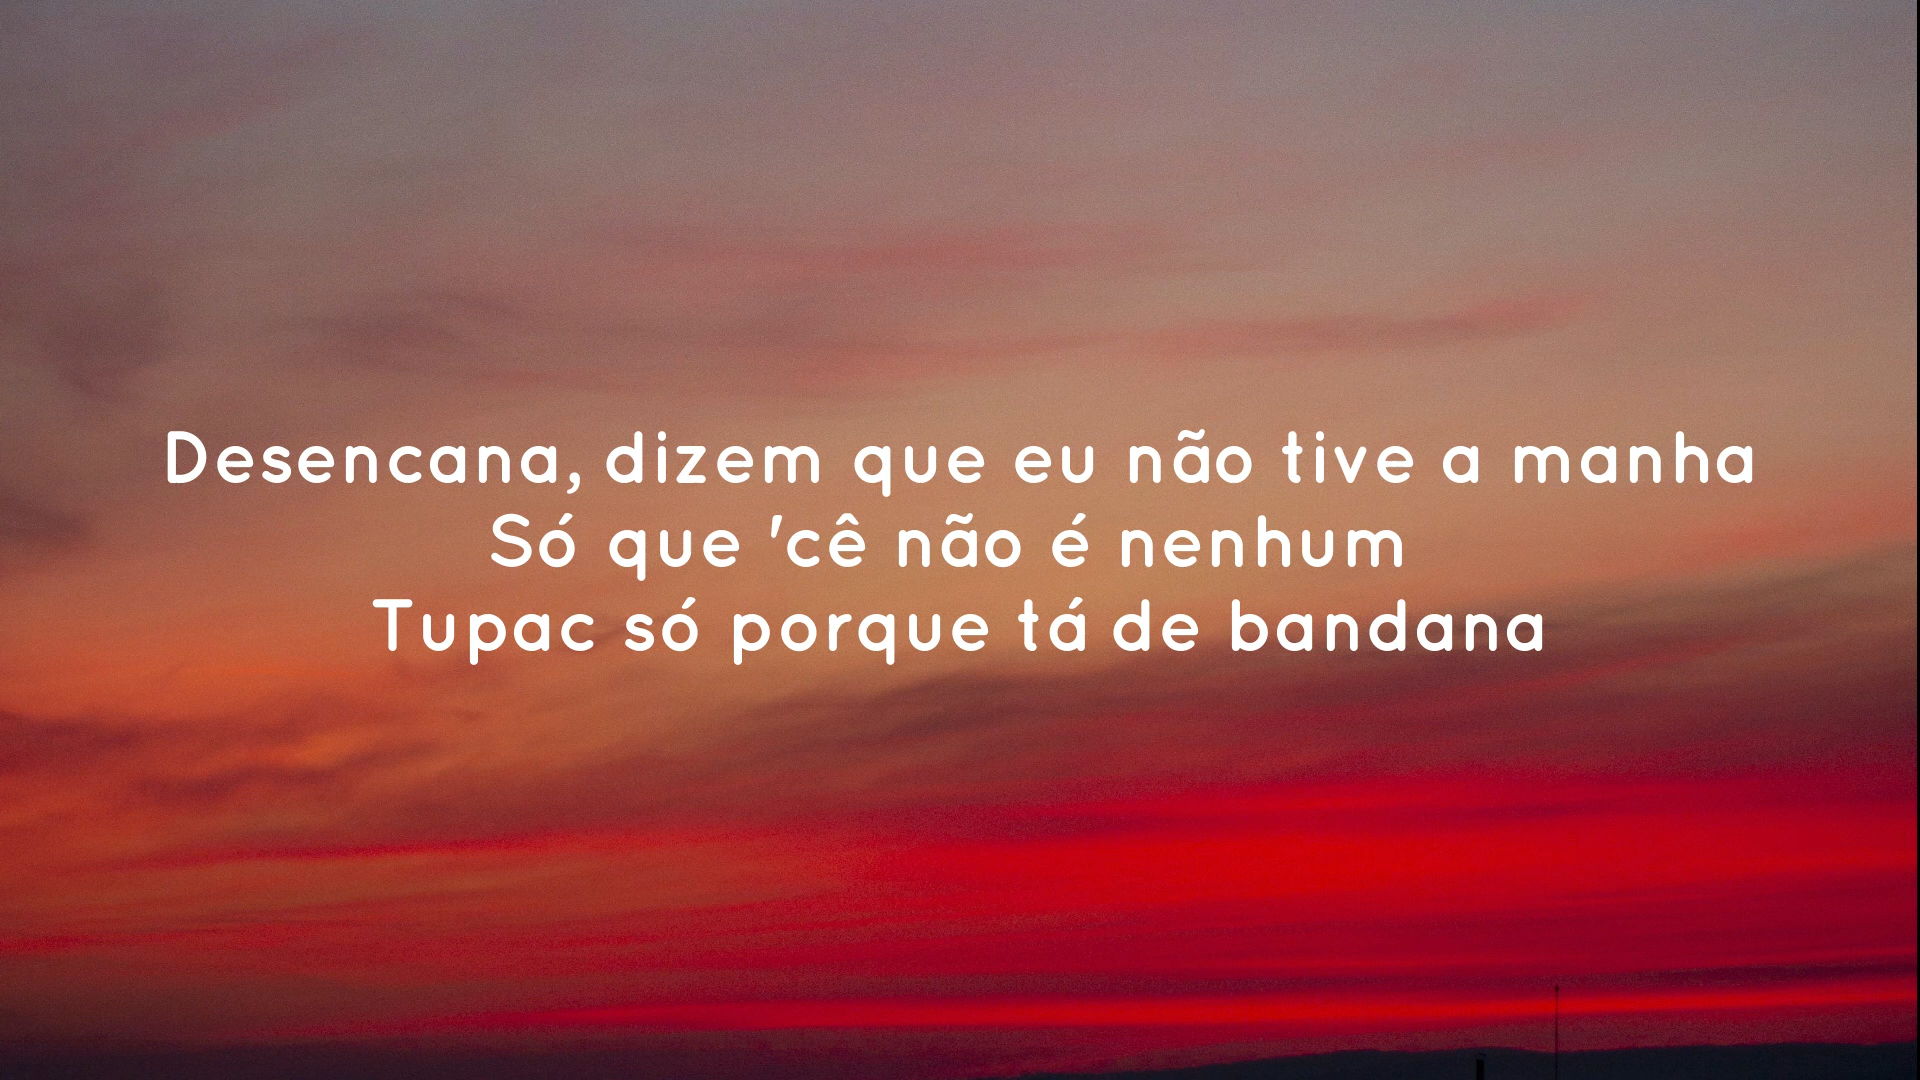 Desencana, dizem que eu não tive a manha
Só que 'cê não é nenhum
Tupac só porque tá de bandana